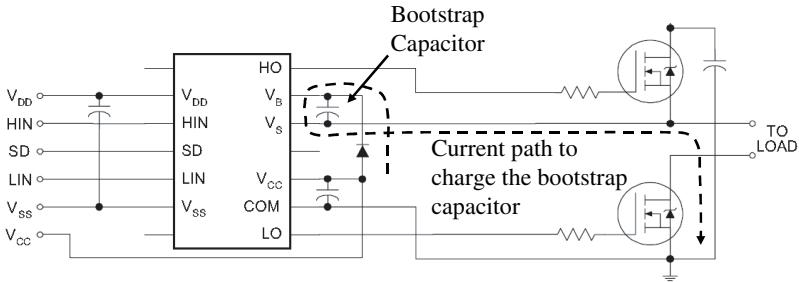 Bootstrap
Capacitor
HO
V_DD
V_DD
V_B
HIN
HIN
V_S
TO
LOAD
SD
SD
Current path to
charge the bootstrap
capacitor
LIN
LIN
V_CC
V_SS
V_SS
COM
V_CC
LO